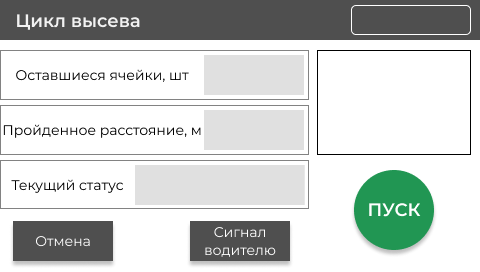 Цикл высева
Оставшиеся ячейки, шт
Пройденное расстояние, м
Текущий статус
ПУСК
Отмена
Сигнал
водителю